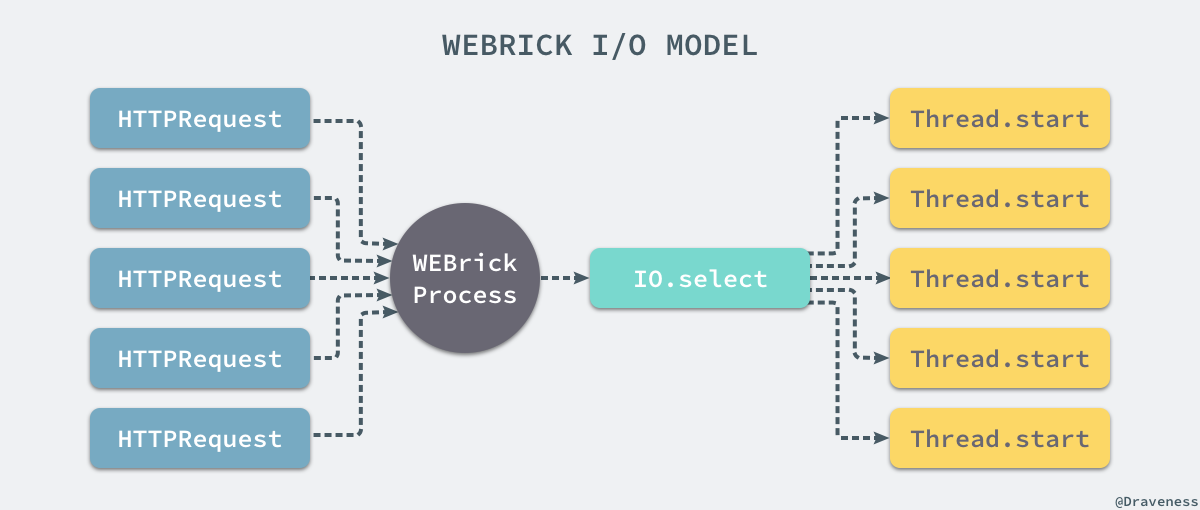 WEBRICK I/O MODEL
HTTPRequest
HTTPRequest
HTTPRequest
HTTPRequest
HTTPRequest
WEBrick
Process
IO.select
Thread.start
Thread.start
Thread.start
Thread.start
Thread.start
@Draveness